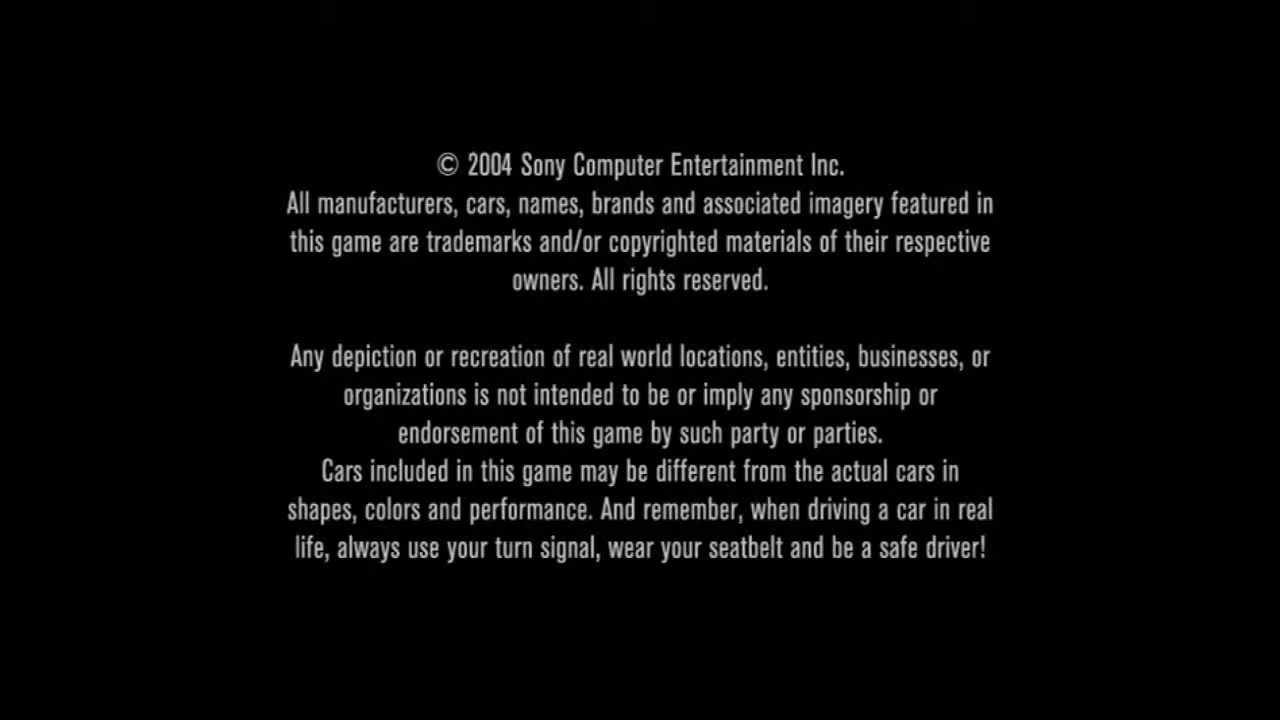 © 2004 Sony Computer Entertainment Inc.
All manufacturers, cars, names, brands and associated imagery featured in
this game are trademarks and/or copyrighted materials of their respective
owners. All rights reserved.
Any depiction or recreation of real world locations, entities, businesses, or
organizations is not intended to be or imply any sponsorship or
endorsement of this game by such party or parties.
Cars included in this game may be different from the actual cars in
shapes, colors and performance. And remember, when driving a car in real
life, always use your turn signal, wear your seatbelt and be a safe driver!